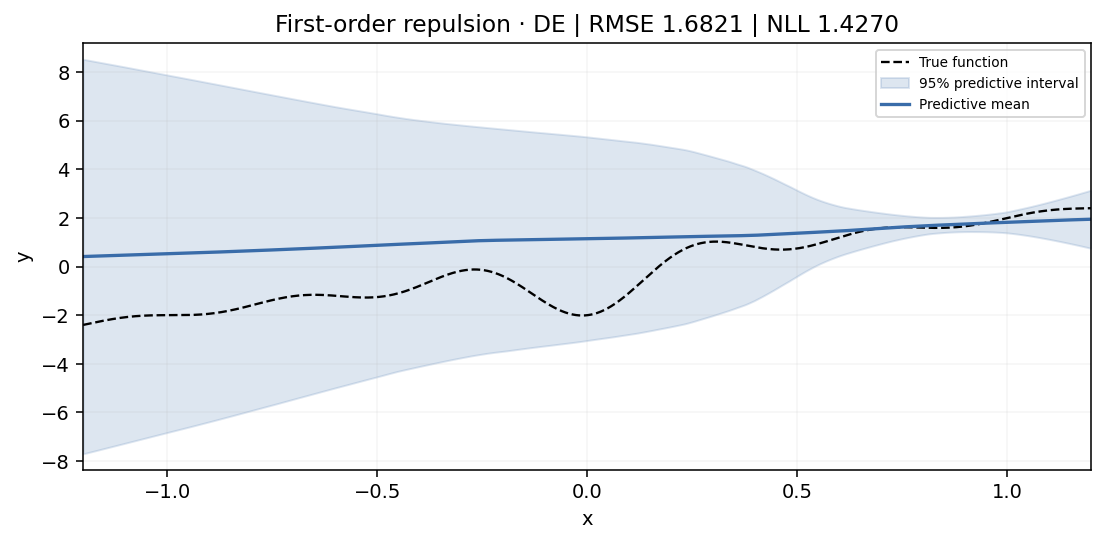 First-order repulsion · DE | RMSE 1.6821 | NLL 1.4270
True function
95% predictive interval
Predictive mean
y
8
6
4
2
0
−2
−4
−6
−8
−1.0 −0.5 0.0 0.5 1.0
x